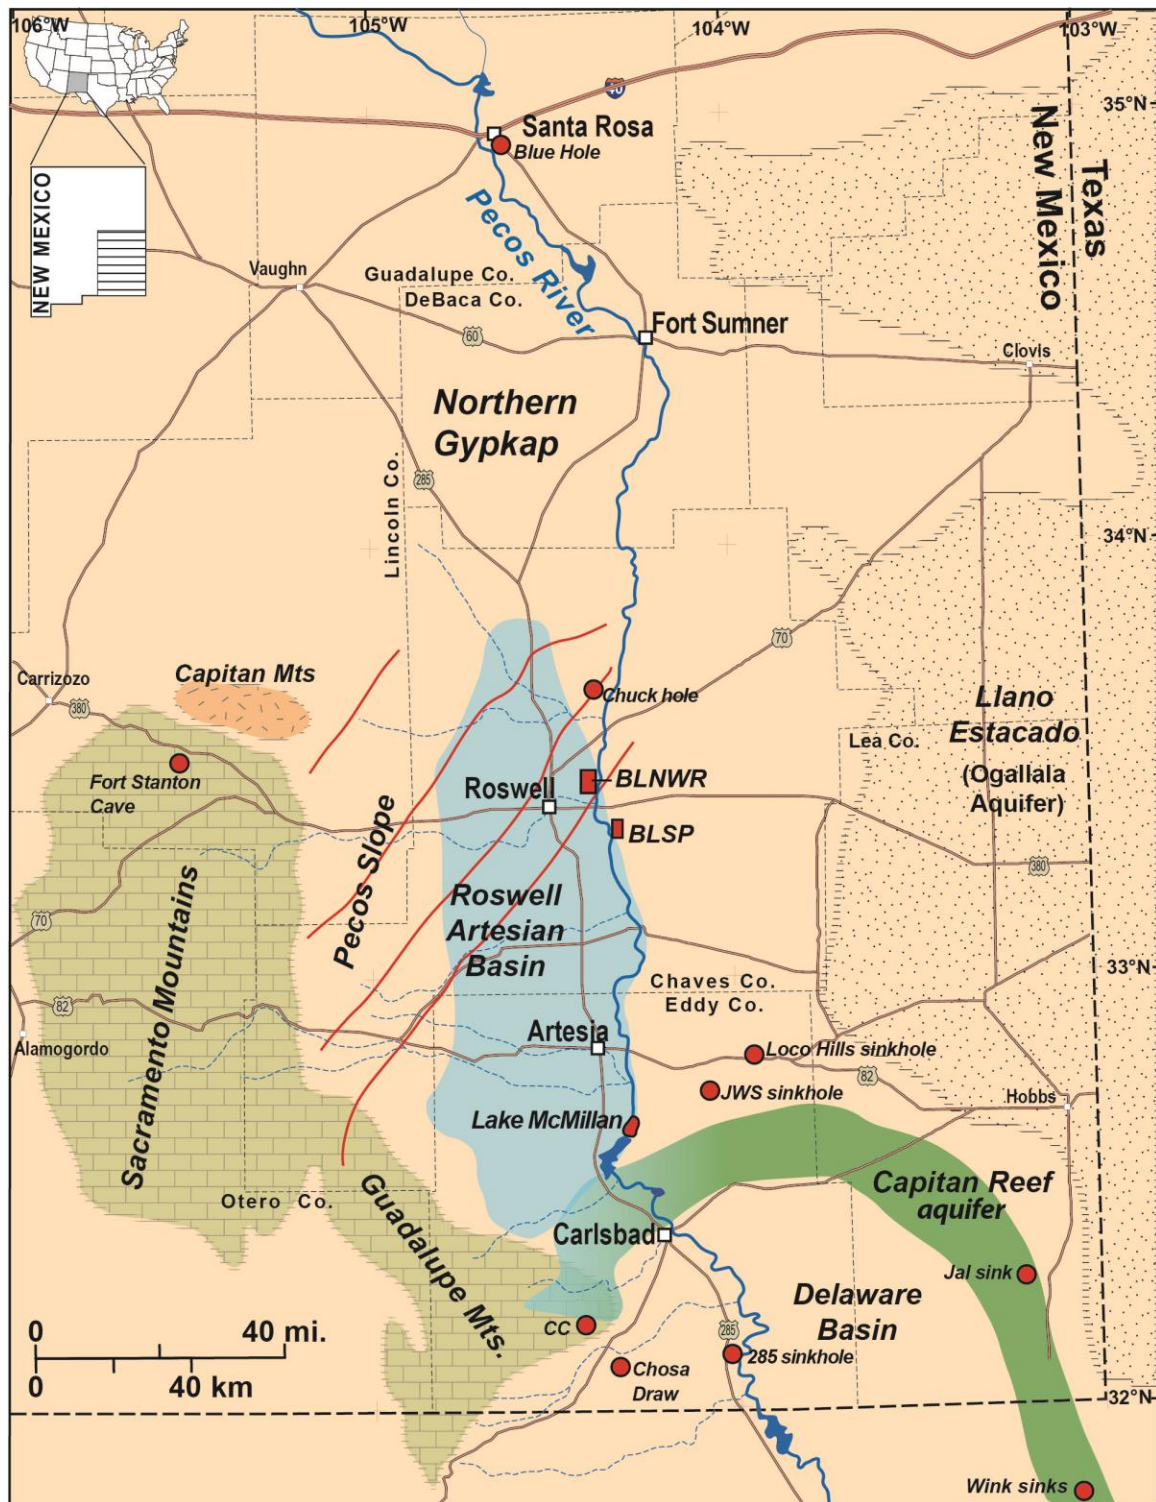 106°W
105°W
104°W
103°W
40
35°N
Santa Rosa
Blue Hole
Texas
New Mexico
NEW MEXICO
Pecos River
Vaughn
Guadalupe Co.
DeBaca Co.
60
Fort Sumner
Clovis
Northern
Gypkap
285
Lincoln Co.
34°N
70
Carrizozo
Capitan Mts
380
Chuck hole
Llano
Estacado
Lea Co.
(Ogallala
Aquifer)
Fort Stanton
Cave
Roswell
BLNWR
BLSP
380
Pecos Slope
Roswell
Artesian
Basin
70
Sacramento Mountains
33°N
Chaves Co.
Eddy Co.
82
Alamogordo
Artesia
Loco Hills sinkhole
82
JWS sinkhole
Hobbs
Lake McMillan
Otero Co.
Guadalupe Mts.
Capitan Reef
aquifer
Carlsbad
Jal sink
Delaware
Basin
CC
285
285 sinkhole
Chosa
Draw
0 40 mi.
0 40 km
32°N
Wink sinks